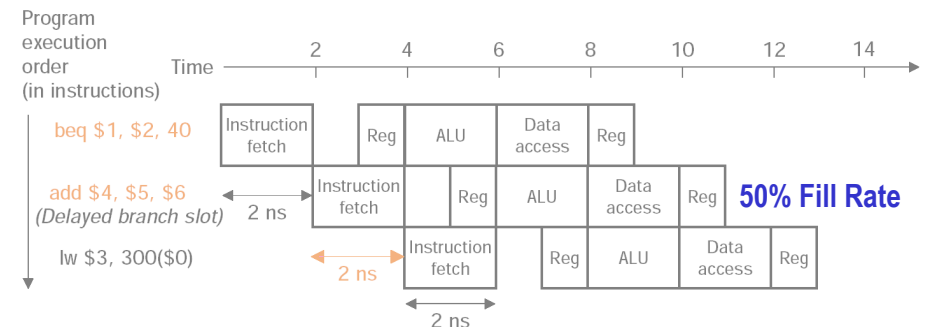 Program
execution
order
(in instructions)
Time
2 4 6 8 10 12 14
beq $1, $2, 40
Instruction
fetch
Reg
ALU
Data
access
Reg
add $4, $5, $6
(Delayed branch slot)
2 ns
Instruction
fetch
Reg
ALU
Data
access
Reg
50% Fill Rate
lw $3, 300($0)
2 ns
Instruction
fetch
Reg
ALU
Data
access
Reg
2 ns